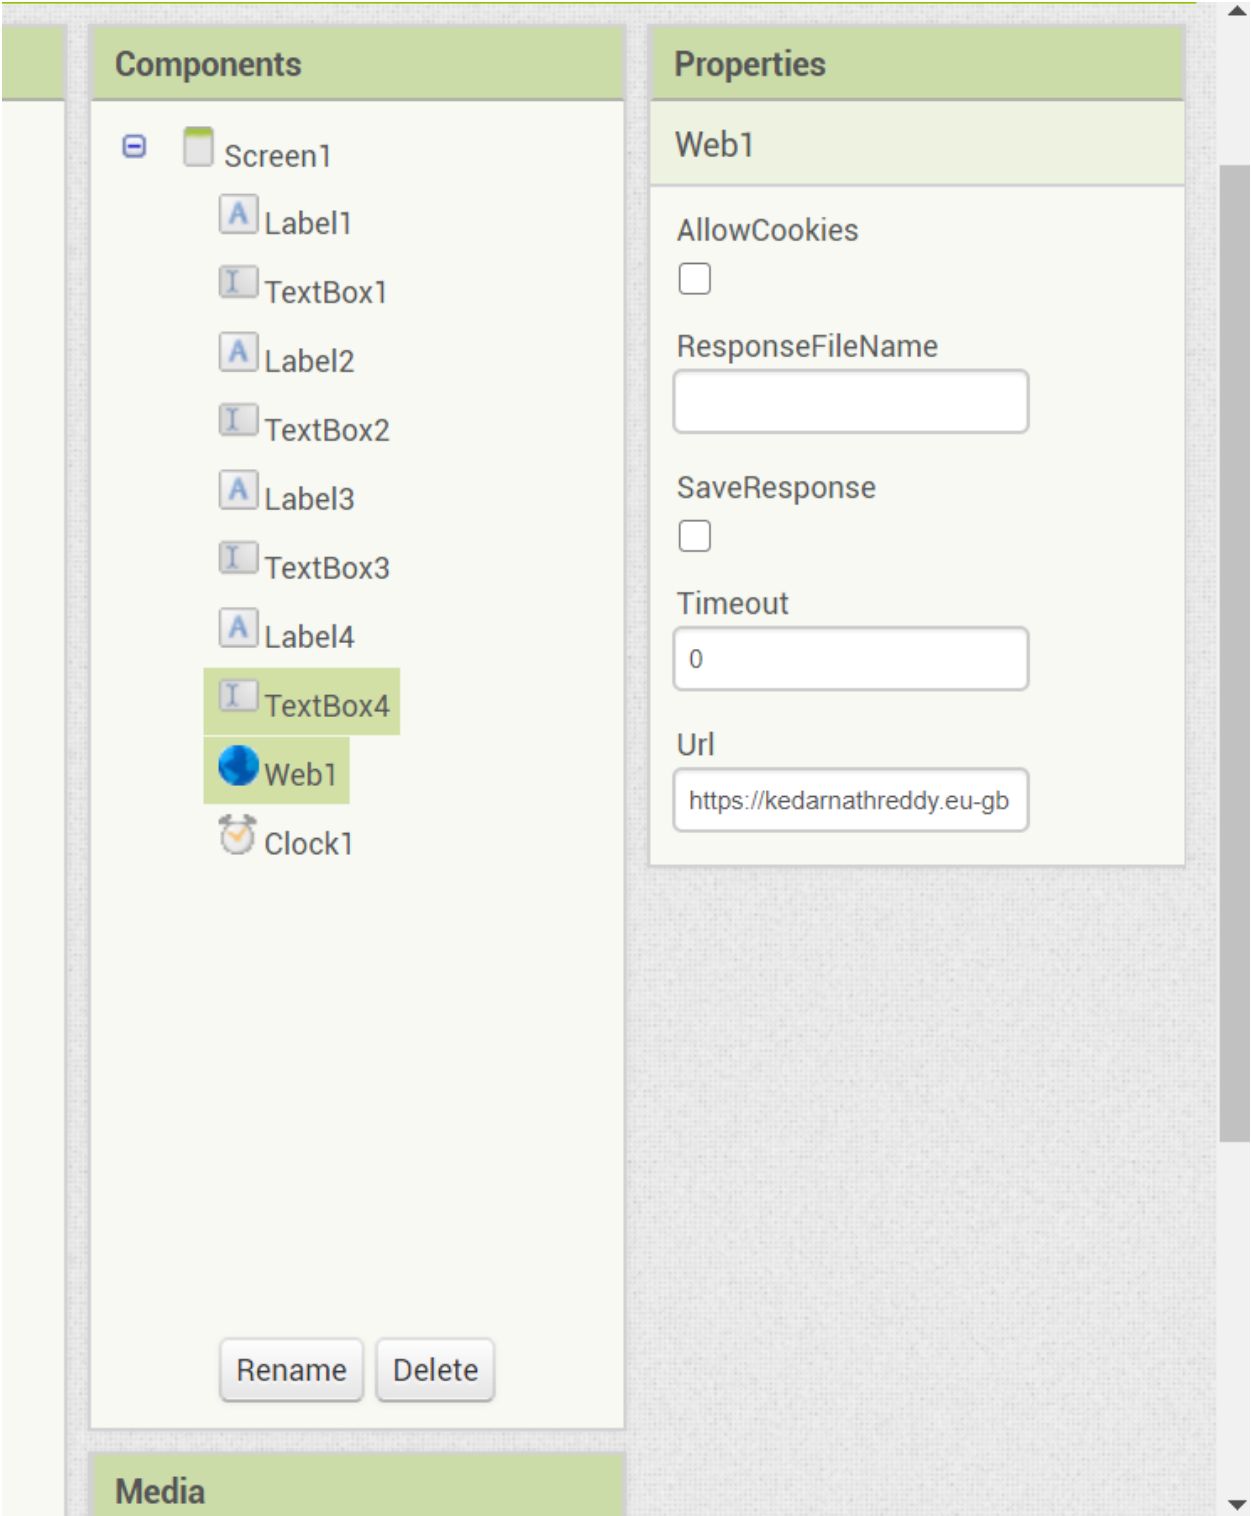 Components
Screen1
Label1
TextBox1
Label2
TextBox2
Label3
TextBox3
Label4
TextBox4
Web1
Clock1
Rename Delete
Media
Properties
Web1
AllowCookies
ResponseFileName
SaveResponse
Timeout
0
Url
https://kedarnathreddy.eu-gb